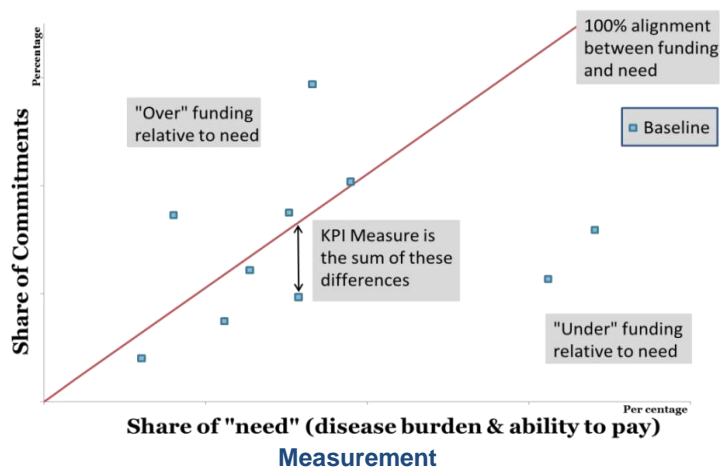 Percentage
Share of Commitments
100% alignment
between funding
and need
"Over" funding
relative to need
Baseline
KPI Measure is
the sum of these
differences
"Under" funding
relative to need
Per centage
Share of "need" (disease burden & ability to pay)
Measurement